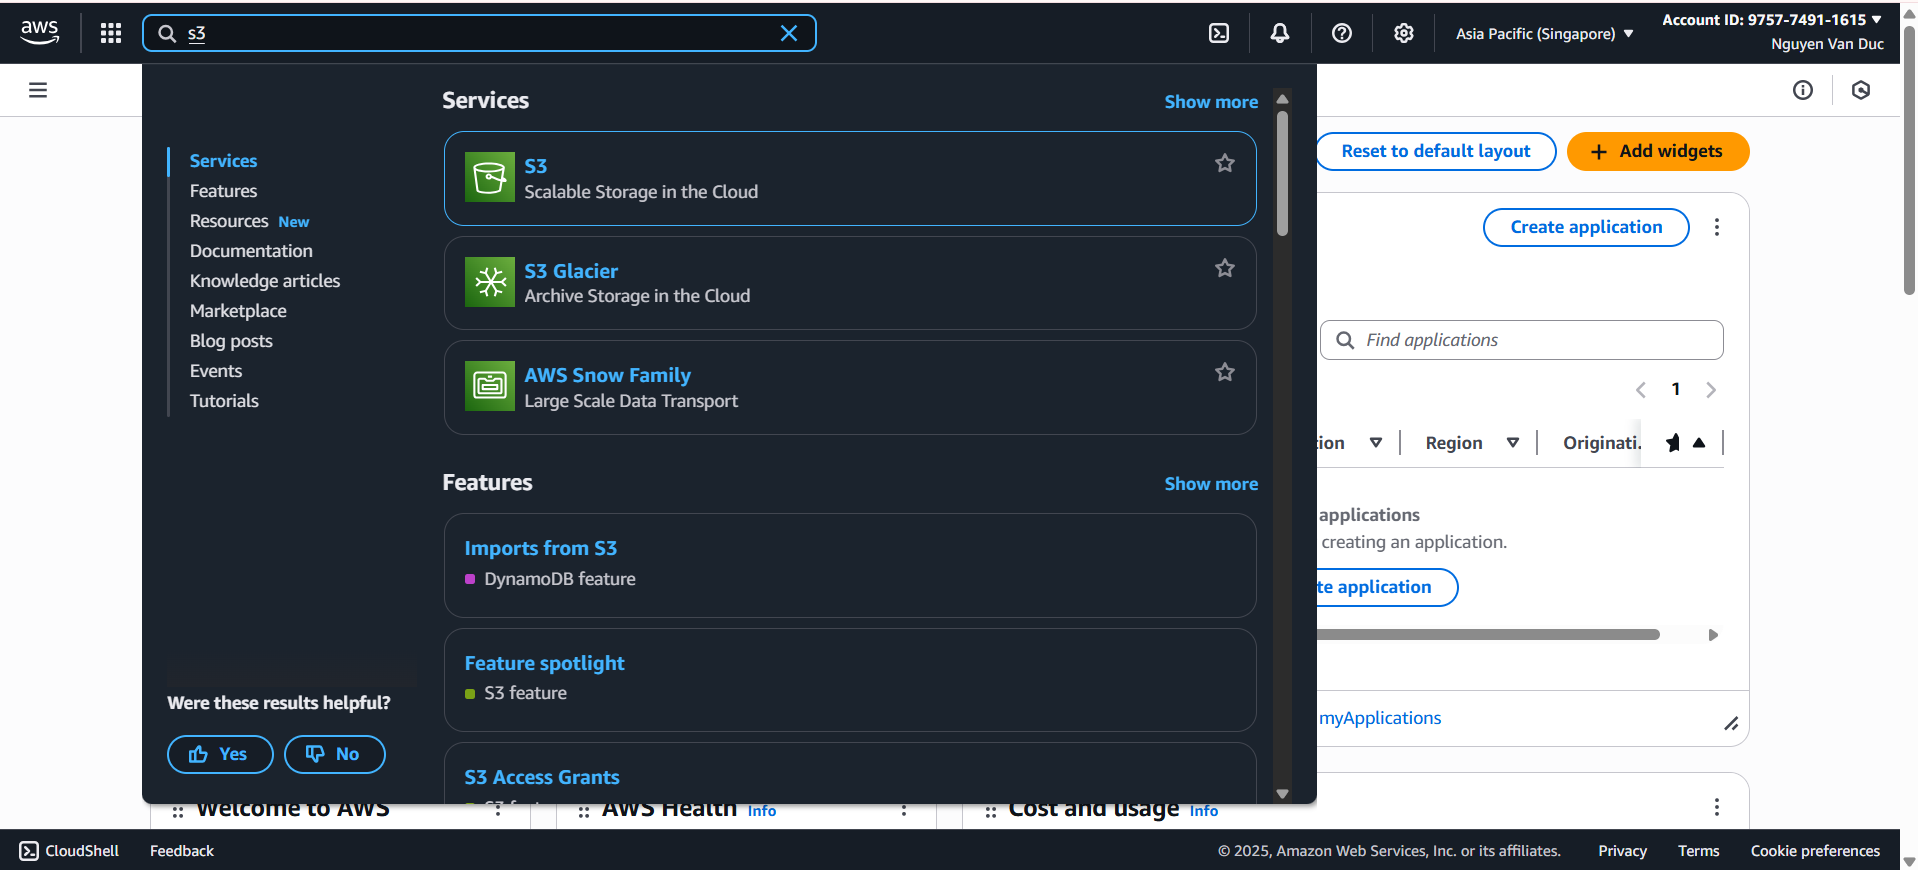 aws
s3
Asia Pacific (Singapore)
Account ID: 9757-7491-1615
Nguyen Van Duc
Services
Features
Resources New
Documentation
Knowledge articles
Marketplace
Blog posts
Events
Tutorials
Were these results helpful?
Yes
No
Services
Show more
S3
Scalable Storage in the Cloud
S3 Glacier
Archive Storage in the Cloud
AWS Snow Family
Large Scale Data Transport
Features
Show more
Imports from S3
DynamoDB feature
Feature spotlight
S3 feature
S3 Access Grants
Reset to default layout
Add widgets
Create application
Find applications
1
tion
Region
Originati.
applications
creating an application.
te application
myApplications
Welcome to AWS
AWS Health Info
Cost and usage Info
CloudShell
Feedback
© 2025, Amazon Web Services, Inc. or its affiliates.
Privacy
Terms
Cookie preferences